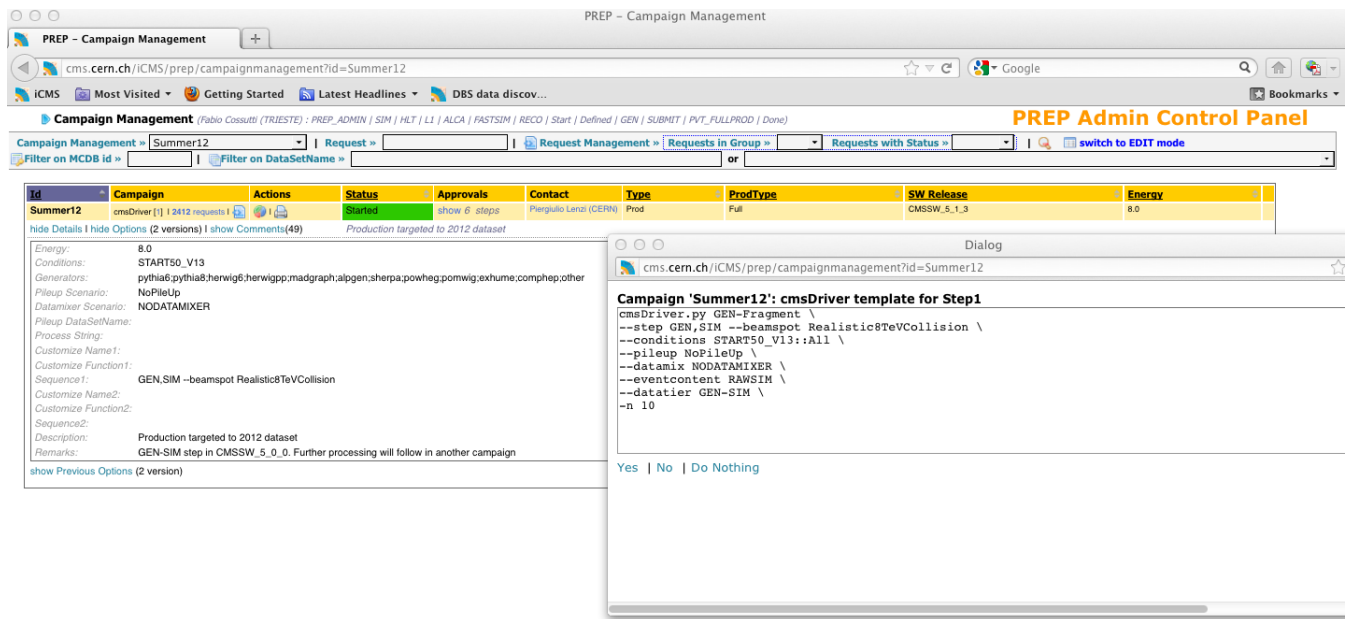 PREP – Campaign Management
PREP – Campaign Management
cms.cern.ch/iCMS/prep/campaignmanagement?id=Summer12
Google
iCMS Most Visited Getting Started Latest Headlines DBS data discov... Bookmarks
Campaign Management (Fabio Cossutti (TRIESTE) : PREP_ADMIN | SIM | HLT | L1 | ALCA | FASTSIM | RECO | Start | Defined | GEN | SUBMIT | PVT_FULLPROD | Done) PREP Admin Control Panel
Campaign Management » Summer12 | Request » | Request Management » Requests in Group » Requests with Status » | switch to EDIT mode
Filter on MCDB id » | Filter on DataSetName » or
Id Campaign Actions Status Approvals Contact Type ProdType SW Release Energy
Summer12 cmsDriver [1] | 2412 requests | | Started show 6 steps Piergiulio Lenzi (CERN) Prod Full CMSSW_5_1_3 8.0
hide Details | hide Options (2 versions) | show Comments(49) Production targeted to 2012 dataset
Energy: 8.0
Conditions: START50_V13
Generators: pythia6;pythia8;herwig6;herwigpp;madgraph;alpgen;sherpa;powheg;pomwig;exhume;comphep;other
Pileup Scenario: NoPileUp
Datamixer Scenario: NODATAMIXER
Pileup DataSetName:
Process String:
Customize Name1:
Customize Function1:
Sequence1: GEN,SIM --beamspot Realistic8TeVCollision
Customize Name2:
Customize Function2:
Sequence2:
Description: Production targeted to 2012 dataset
Remarks: GEN-SIM step in CMSSW_5_0_0. Further processing will follow in another campaign
show Previous Options (2 version)
Dialog
cms.cern.ch/iCMS/prep/campaignmanagement?id=Summer12
Campaign 'Summer12': cmsDriver template for Step1
cmsDriver.py GEN-Fragment \
--step GEN,SIM --beamspot Realistic8TeVCollision \
--conditions START50_V13::All \
--pileup NoPileUp \
--datamix NODATAMIXER \
--eventcontent RAWSIM \
--datatier GEN-SIM \
-n 10
Yes | No | Do Nothing